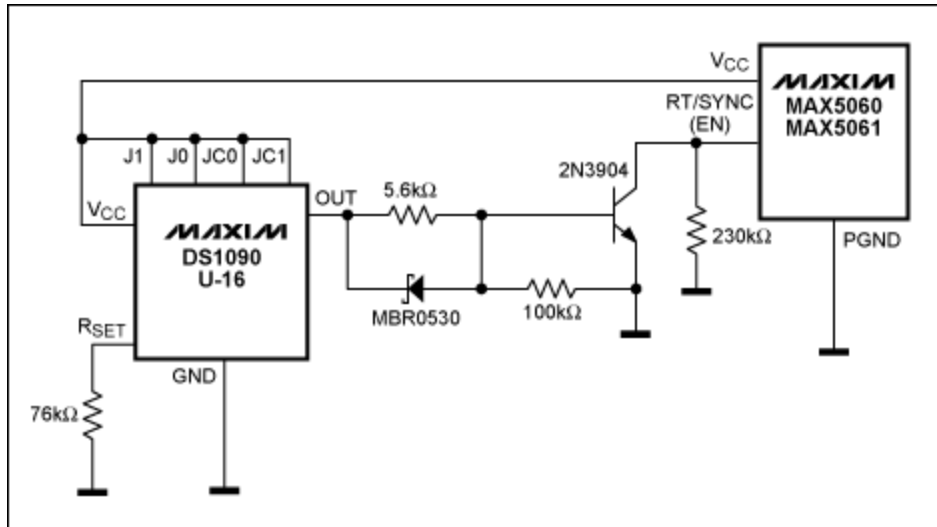 VCC
MAXIM
MAX5060
MAX5061
RT/SYNC
(EN)
PGND
J1
J0
JC0
JC1
VCC
MAXIM
DS1090
U-16
OUT
RSET
GND
76kΩ
5.6kΩ
MBR0530
100kΩ
2N3904
230kΩ